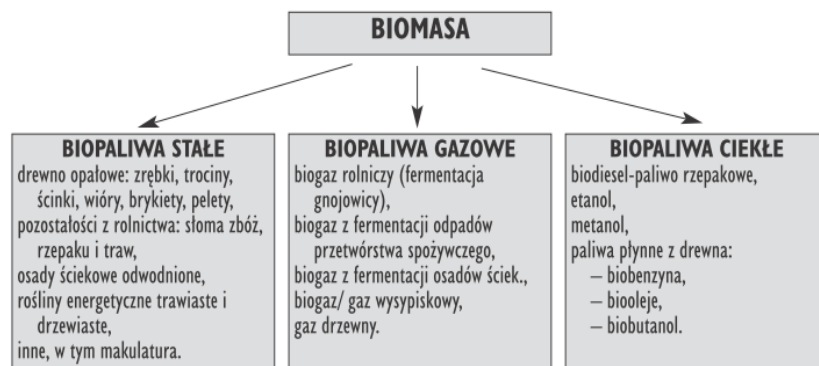 BIOMASA
BIOPALIWA STAŁE
drewno opałowe: zrębki, trociny,
ścinki, wióry, brykiety, pelety,
pozostałości z rolnictwa: słoma zbóż,
rzepaku i traw,
osady ściekowe odwodnione,
rośliny energetyczne trawiaste i
drzewiaste,
inne, w tym makulatura.
BIOPALIWA GAZOWE
biogaz rolniczy (fermentacja
gnojowicy),
biogaz z fermentacji odpadów
przetwórstwa spożywczego,
biogaz z fermentacji osadów ściek.,
biogaz/ gaz wysypiskowy,
gaz drzewny.
BIOPALIWA CIEKŁE
biodiesel-paliwo rzepakowe,
etanol,
metanol,
paliwa płynne z drewna:
– biobenzyna,
– biooleje,
– biobutanol.